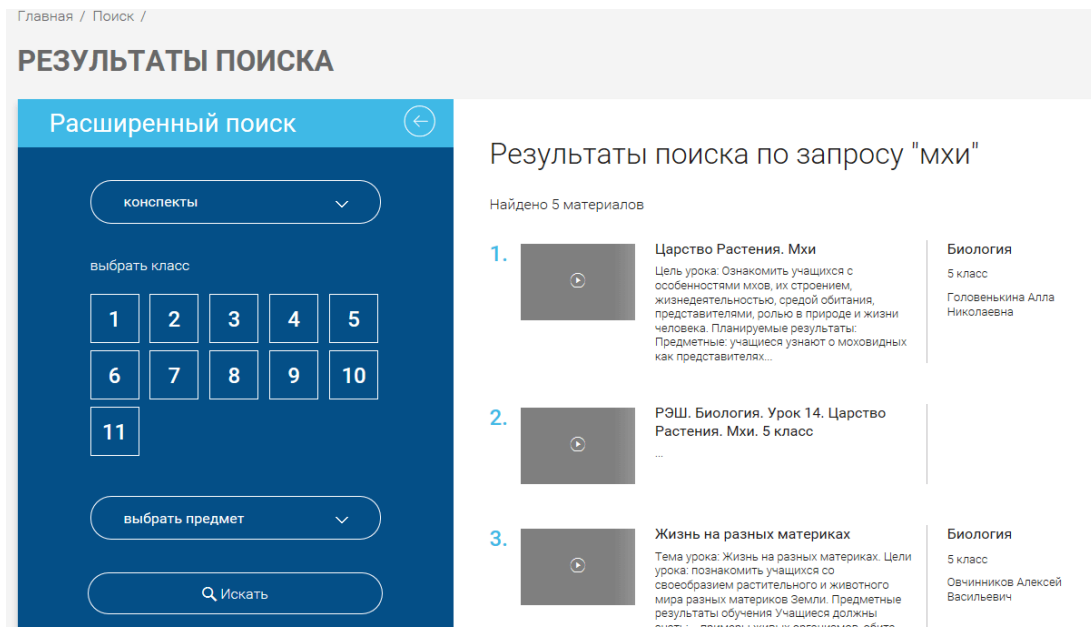 Главная / Поиск /
РЕЗУЛЬТАТЫ ПОИСКА
Расширенный поиск
конспекты
выбрать класс
1 2 3 4 5
6 7 8 9 10
11
выбрать предмет
Искать
Результаты поиска по запросу "мхи"
Найдено 5 материалов
1.
Царство Растения. Мхи
Цель урока: Ознакомить учащихся с
особенностями мхов, их строением,
жизнедеятельностью, средой обитания,
представителями, ролью в природе и жизни
человека. Планируемые результаты:
Предметные: учащиеся узнают о моховидных
как представителях...
Биология
5 класс
Головенькина Алла
Николаевна
2.
РЭШ. Биология. Урок 14. Царство
Растения. Мхи. 5 класс
...
3.
Жизнь на разных материках
Тема урока: Жизнь на разных материках. Цели
урока: познакомить учащихся со
своеобразием растительного и животного
мира разных материков Земли. Предметные
результаты обучения Учащиеся должны
Биология
5 класс
Овчинников Алексей
Васильевич